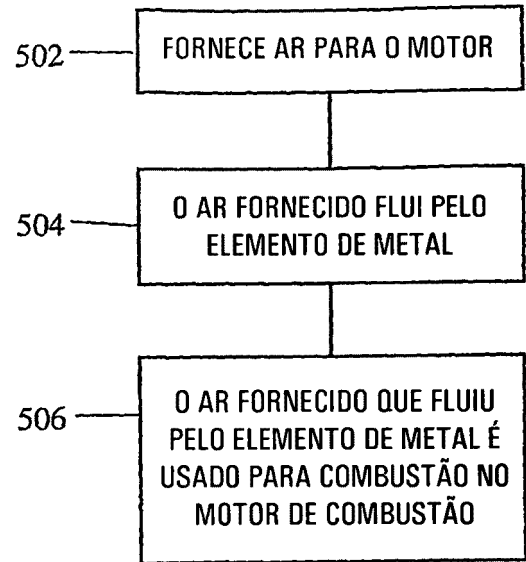 502
FORNECE AR PARA O MOTOR
504
O AR FORNECIDO FLUI PELO
ELEMENTO DE METAL
506
O AR FORNECIDO QUE FLUIU
PELO ELEMENTO DE METAL É
USADO PARA COMBUSTÃO NO
MOTOR DE COMBUSTÃO